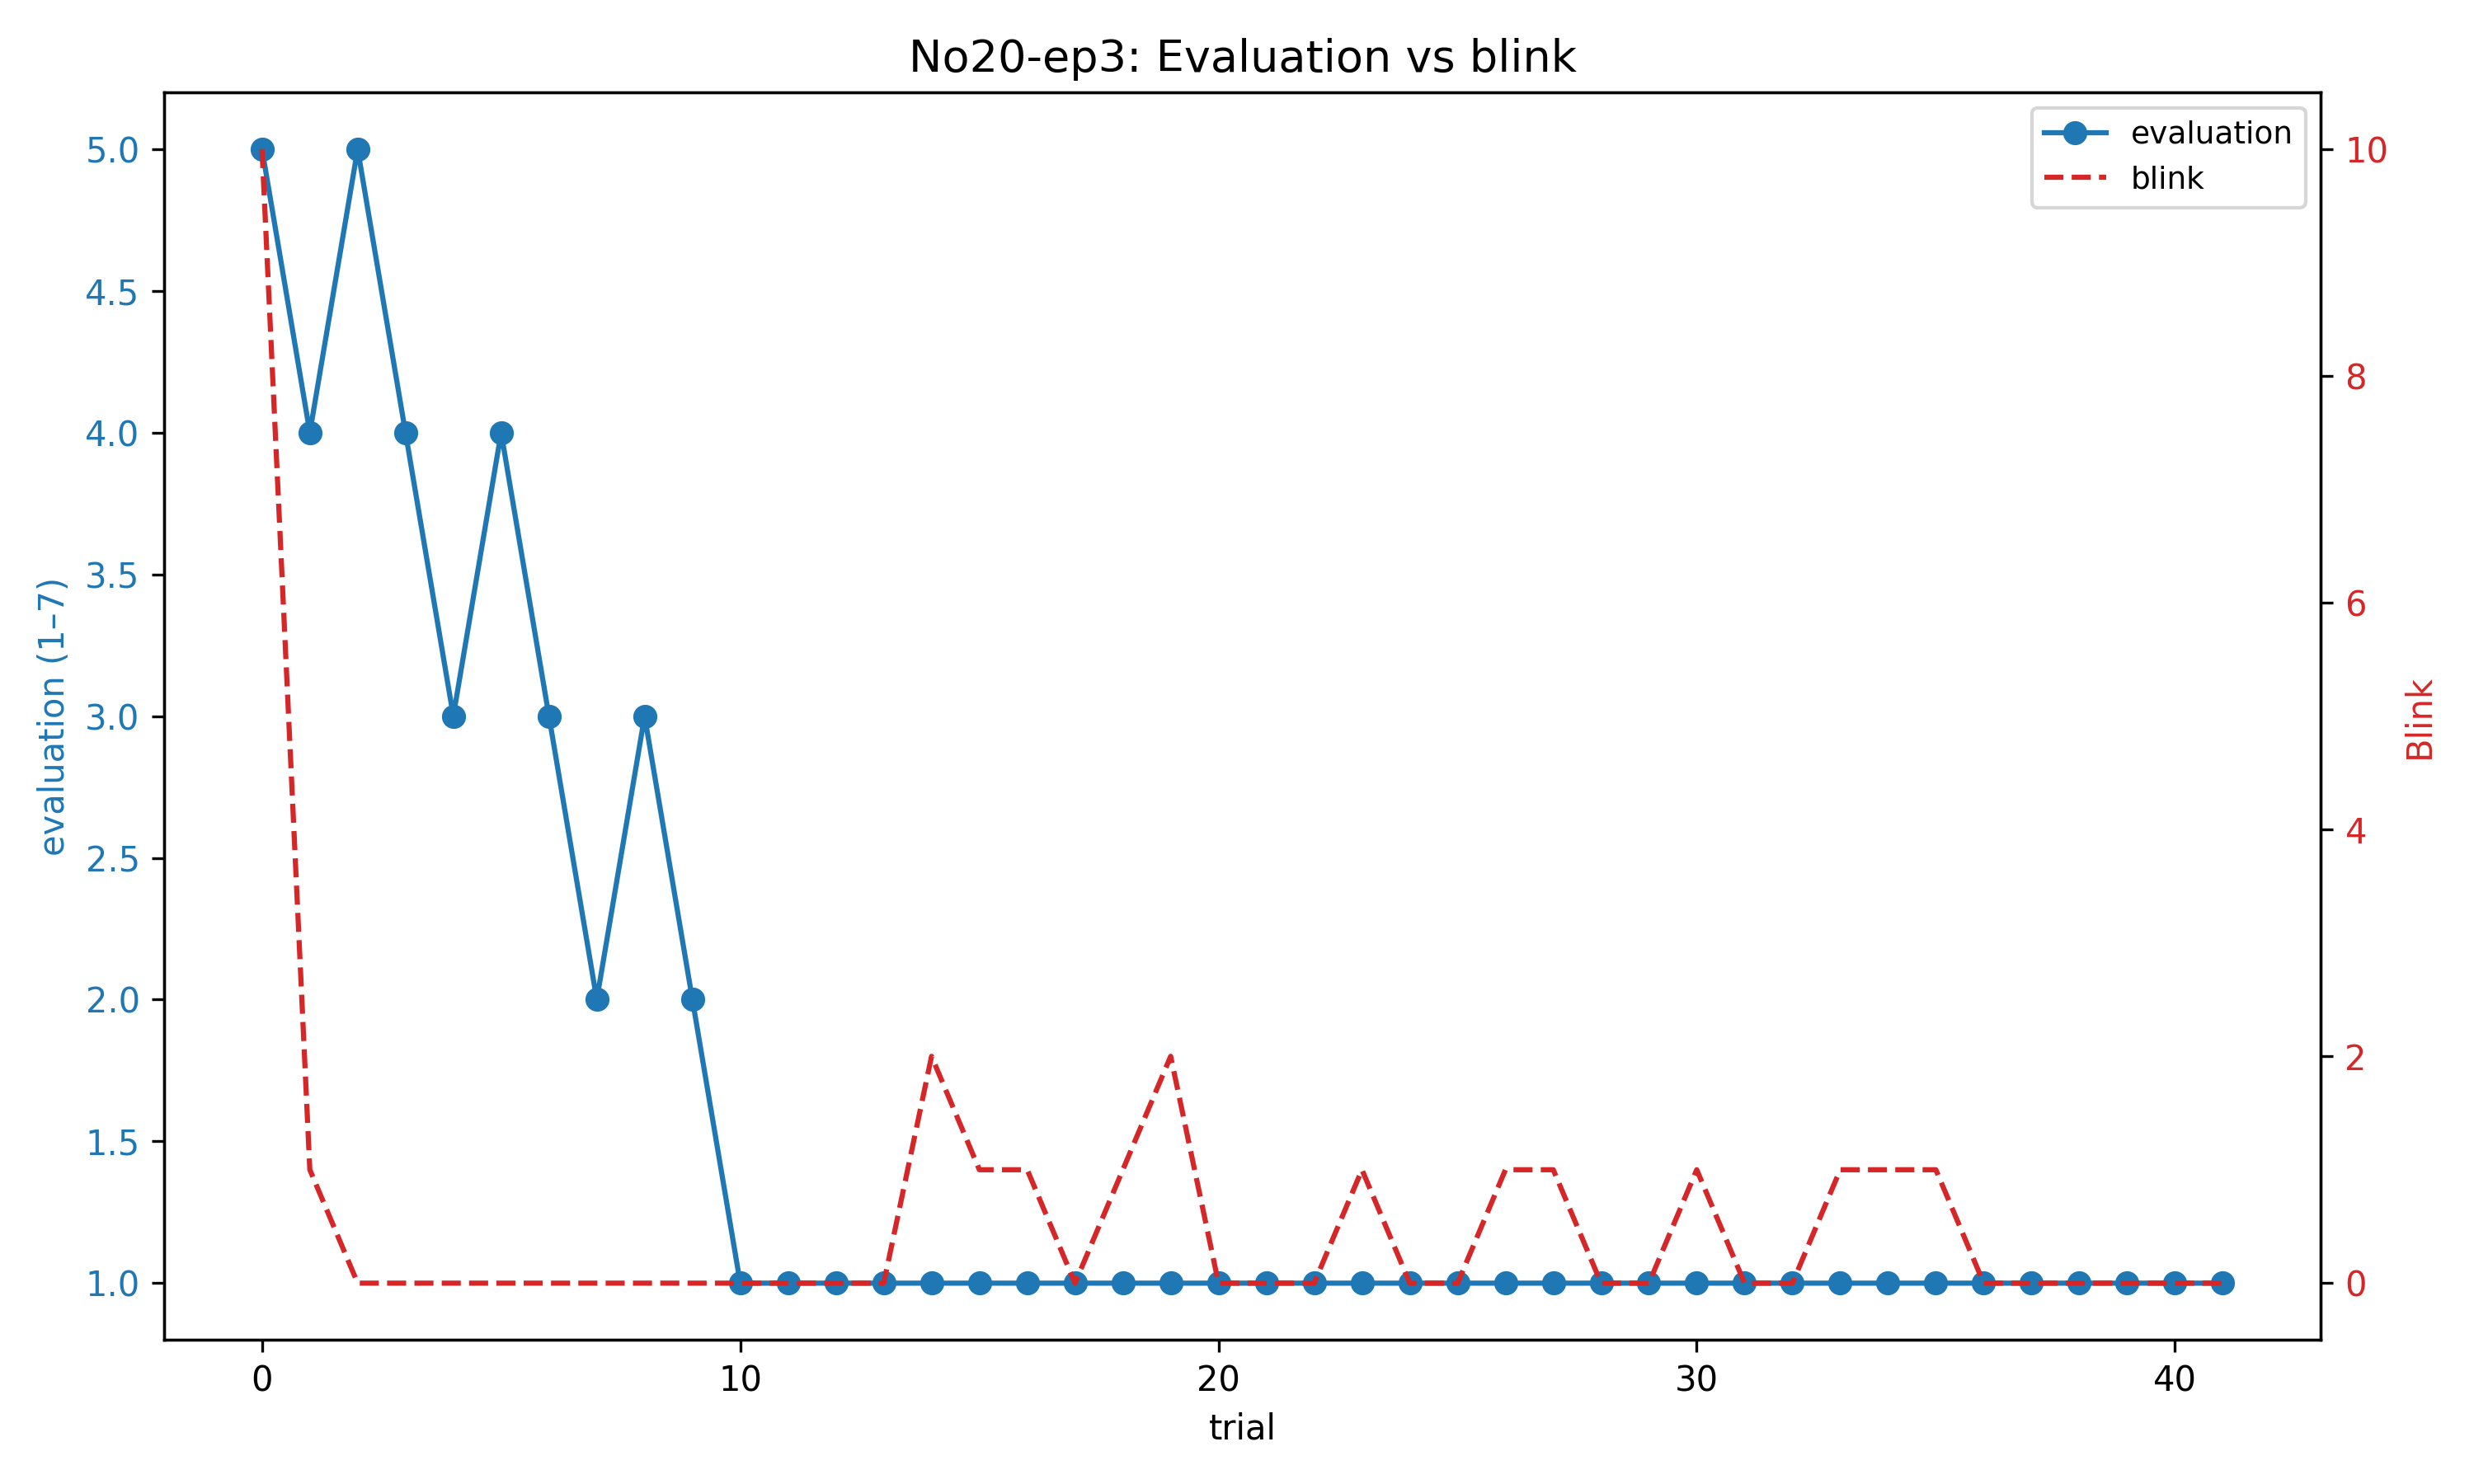 No20-ep3: Evaluation vs blink
evaluation
blink
5.0
4.5
4.0
3.5
3.0
2.5
2.0
1.5
1.0
evaluation (1–7)
10
8
6
4
2
0
Blink
0 10 20 30 40
trial